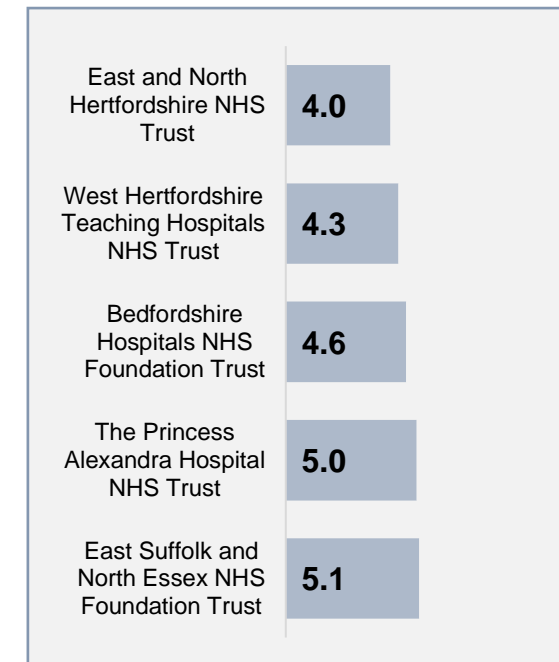 East and North
Hertfordshire NHS
Trust
4.0
West Hertfordshire
Teaching Hospitals
NHS Trust
4.3
Bedfordshire
Hospitals NHS
Foundation Trust
4.6
The Princess
Alexandra Hospital
NHS Trust
5.0
East Suffolk and
North Essex NHS
Foundation Trust
5.1